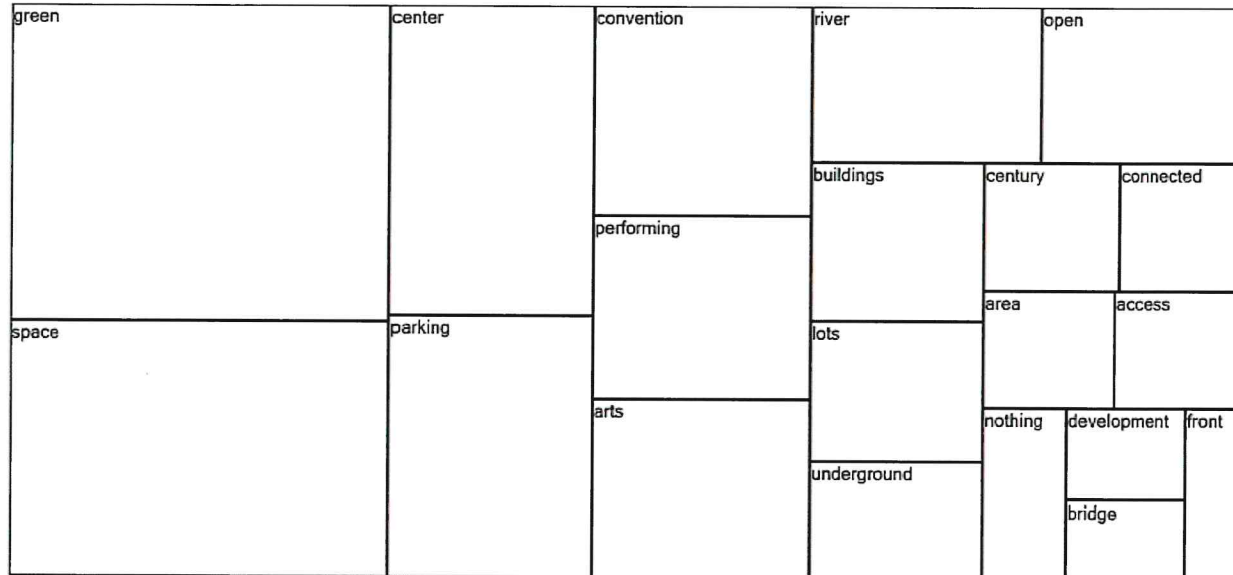 green
center
convention
river
open
buildings
century
connected
performing
area
access
space
parking
lots
arts
nothing
development
front
underground
bridge